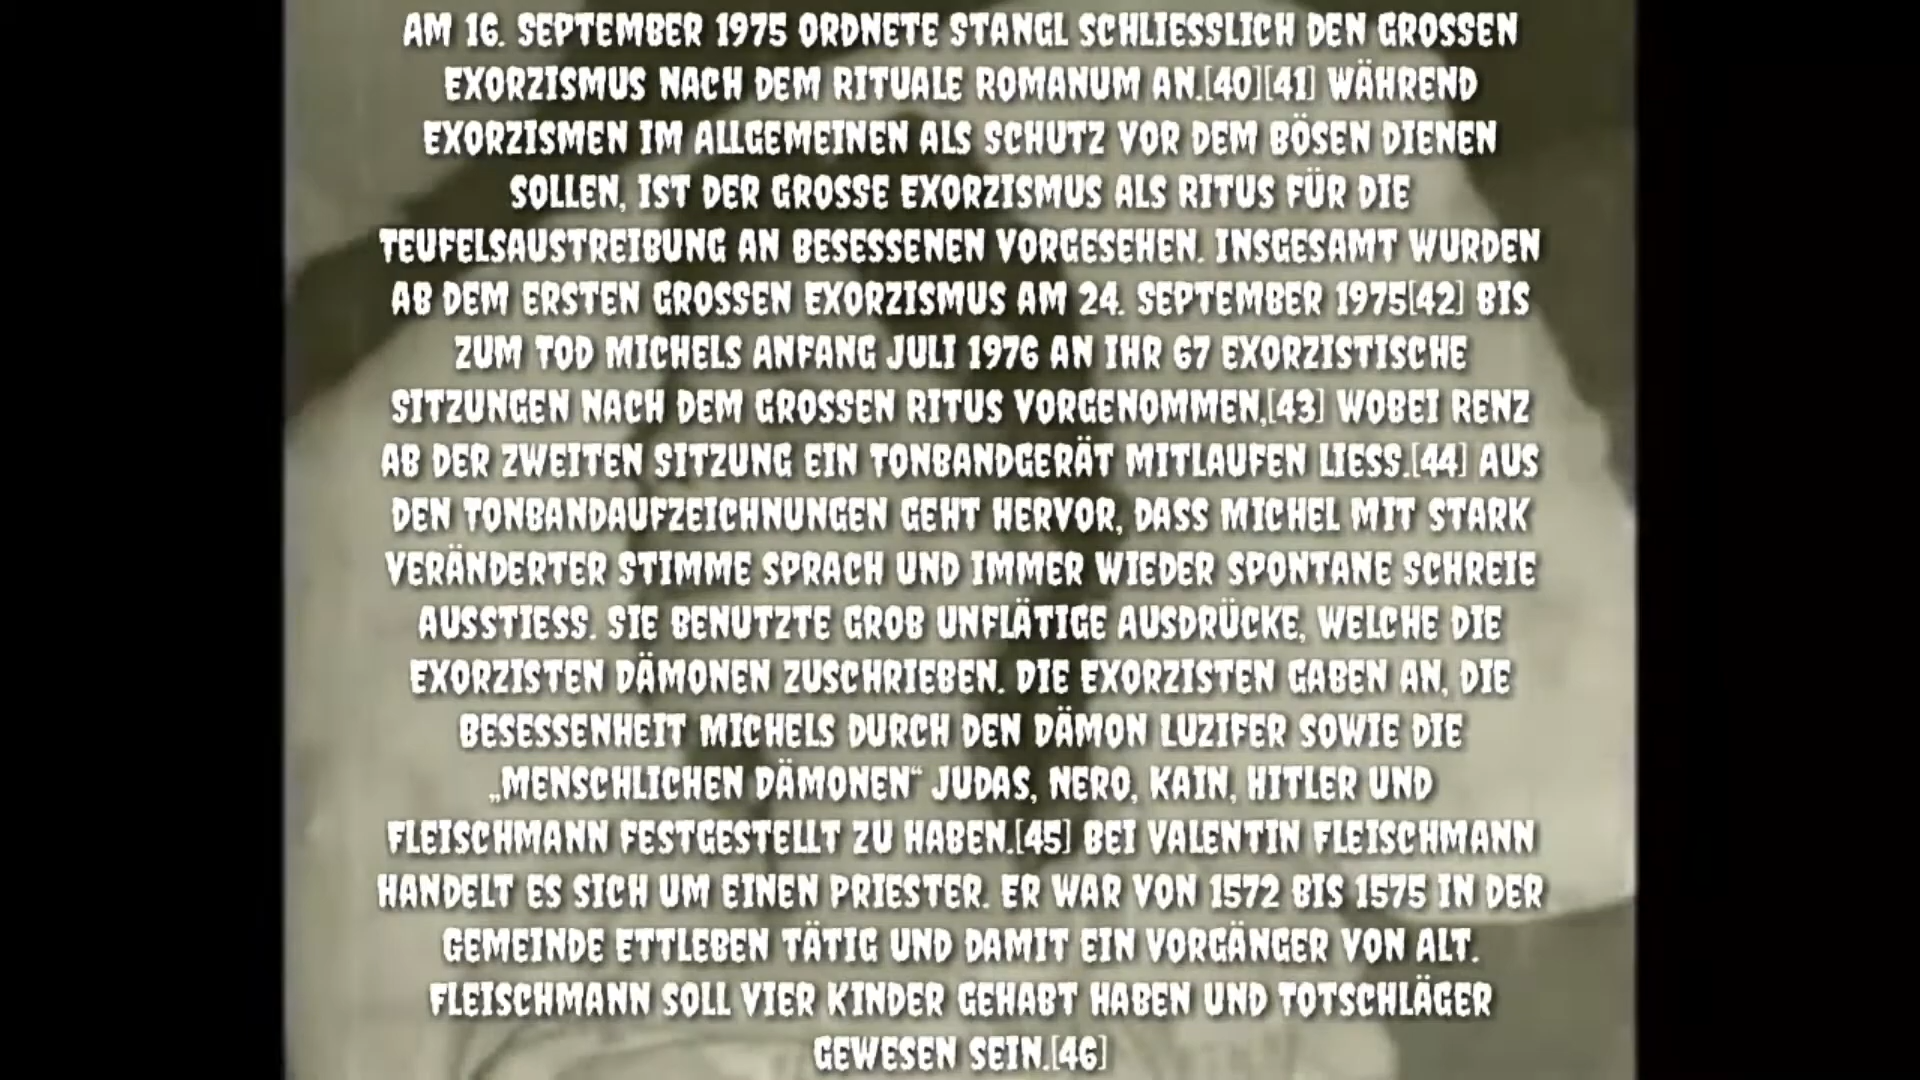 AM 16. SEPTEMBER 1975 ORDNETE STANGL SCHLIESSLICH DEN GROSSEN
EXORZISMUS NACH DEM RITUALE ROMANUM AN.[40][41] WÄHREND
EXORZISMEN IM ALLGEMEINEN ALS SCHUTZ VOR DEM BÖSEN DIENEN
SOLLEN, IST DER GROSSE EXORZISMUS ALS RITUS FÜR DIE
TEUFELSAUSTREIBUNG AN BESESSENEN VORGESEHEN. INSGESAMT WURDEN
AB DEM ERSTEN GROSSEN EXORZISMUS AM 24. SEPTEMBER 1975[42] BIS
ZUM TOD MICHELS ANFANG JULI 1976 AN IHR 67 EXORZISTISCHE
SITZUNGEN NACH DEM GROSSEN RITUS VORGENOMMEN,[43] WOBEI RENZ
AB DER ZWEITEN SITZUNG EIN TONBANDGERÄT MITLAUFEN LIESS.[44] AUS
DEN TONBANDAUFZEICHNUNGEN GEHT HERVOR, DASS MICHEL MIT STARK
VERÄNDERTER STIMME SPRACH UND IMMER WIEDER SPONTANE SCHREIE
AUSSTIESS. SIE BENUTZTE GROB UNFLÄTIGE AUSDRÜCKE, WELCHE DIE
EXORZISTEN DÄMONEN ZUSCHRIEBEN. DIE EXORZISTEN GABEN AN, DIE
BESESSENHEIT MICHELS DURCH DEN DÄMON LUZIFER SOWIE DIE
„MENSCHLICHEN DÄMONEN“ JUDAS, NERO, KAIN, HITLER UND
FLEISCHMANN FESTGESTELLT ZU HABEN.[45] BEI VALENTIN FLEISCHMANN
HANDELT ES SICH UM EINEN PRIESTER. ER WAR VON 1572 BIS 1575 IN DER
GEMEINDE ETTLEBEN TÄTIG UND DAMIT EIN VORGÄNGER VON ALT.
FLEISCHMANN SOLL VIER KINDER GEHABT HABEN UND TOTSCHLÄGER
GEWESEN SEIN.[46]